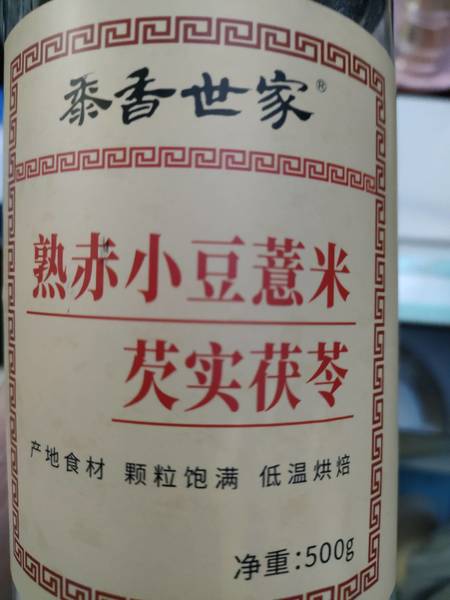 黍香世家®
熟赤小豆薏米
芡实茯苓
产地食材 颗粒饱满 低温烘焙
净重:500g